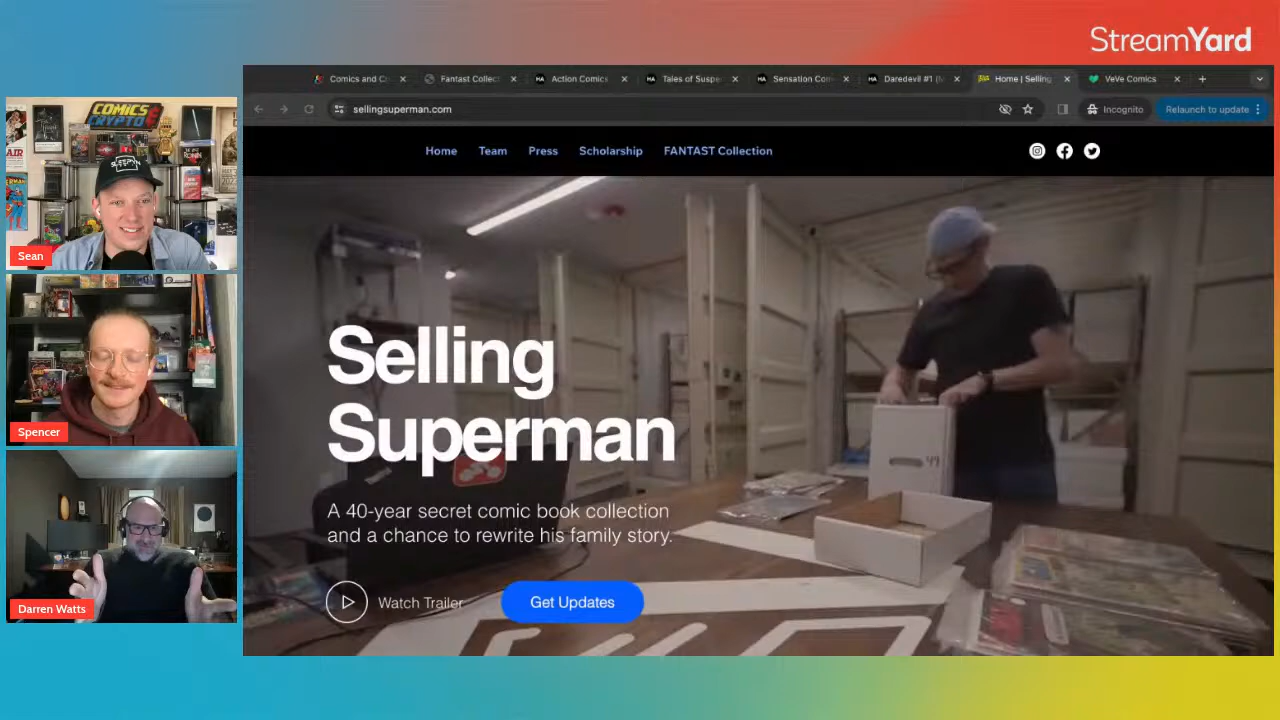 StreamYard
Comics and C
Fantast Collec
Action Comics
Tales of Suspe
Sensation Com
Daredevil #1 (
Home | Selling
VeVe Comics
sellingsuperman.com
Incognito
Relaunch to update
Home
Team
Press
Scholarship
FANTAST Collection
COMICS
CRYPTO
Sean
Spencer
Darren Watts
Selling
Superman
A 40-year secret comic book collection
and a chance to rewrite his family story.
Watch Trailer
Get Updates